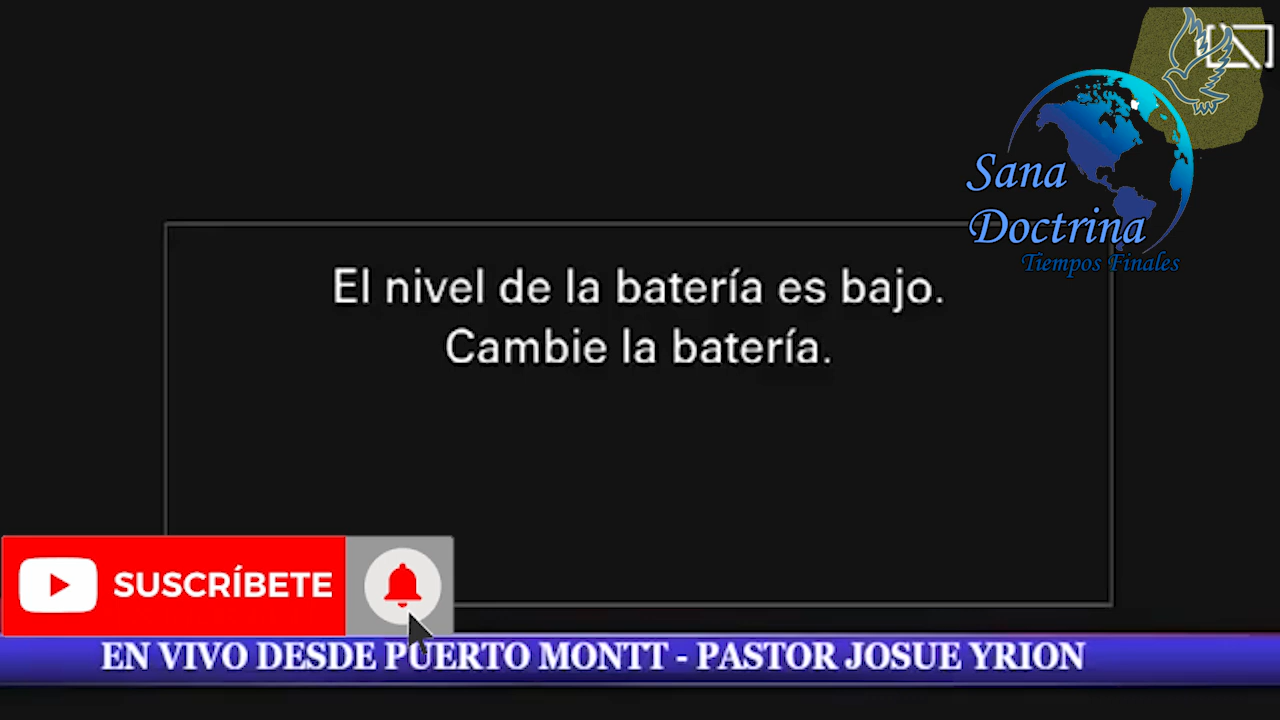 Sana
Doctrina
Tiempos Finales
El nivel de la batería es bajo.
Cambie la batería.
SUSCRÍBETE
EN VIVO DESDE PUERTO MONTT - PASTOR JOSUE YRION